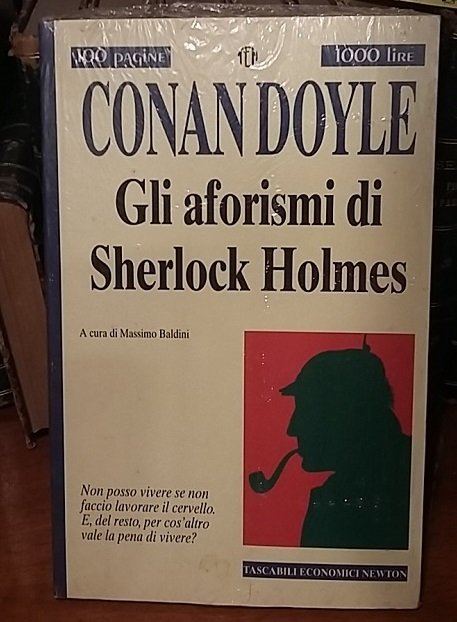 100 PAGINE
TEN
1000 LIRE
CONAN DOYLE
Gli aforismi di
Sherlock Holmes
A cura di Massimo Baldini
Non posso vivere se non
faccio lavorare il cervello.
E, del resto, per cos'altro
vale la pena di vivere?
TASCABILI ECONOMICI NEWTON